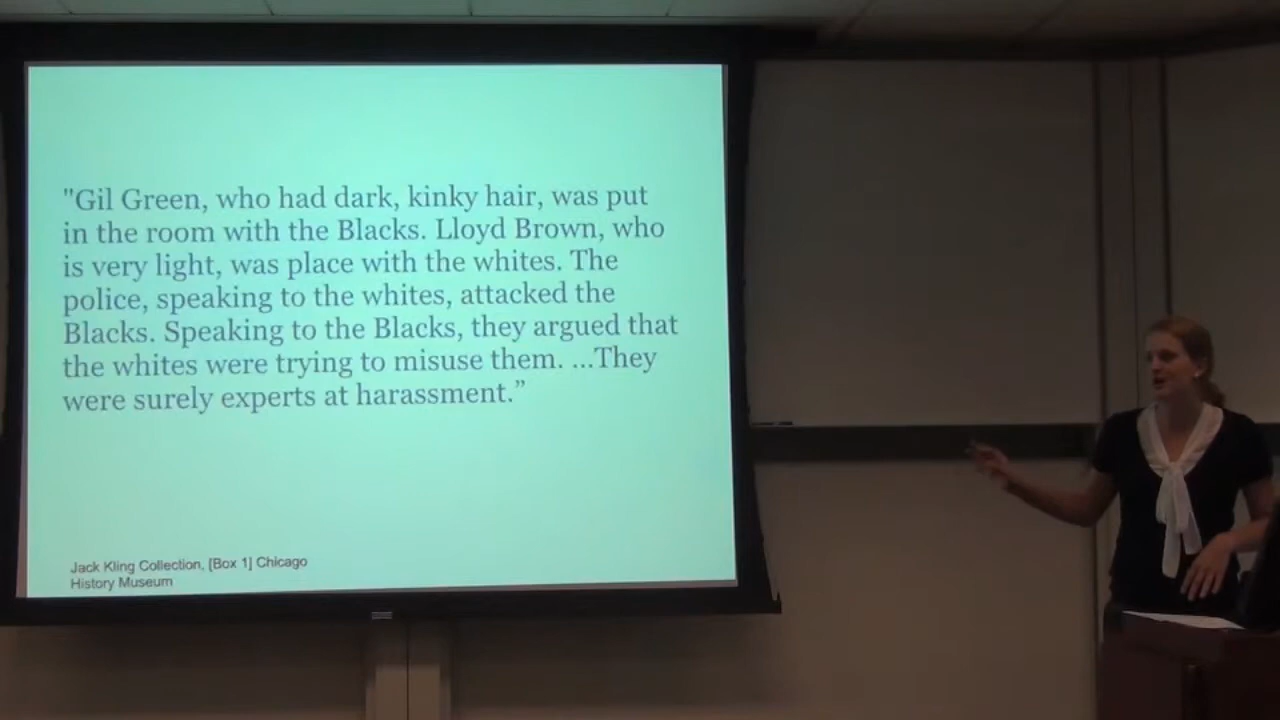 "Gil Green, who had dark, kinky hair, was put
in the room with the Blacks. Lloyd Brown, who
is very light, was place with the whites. The
police, speaking to the whites, attacked the
Blacks. Speaking to the Blacks, they argued that
the whites were trying to misuse them. ...They
were surely experts at harassment.”
Jack Kling Collection, [Box 1] Chicago
History Museum